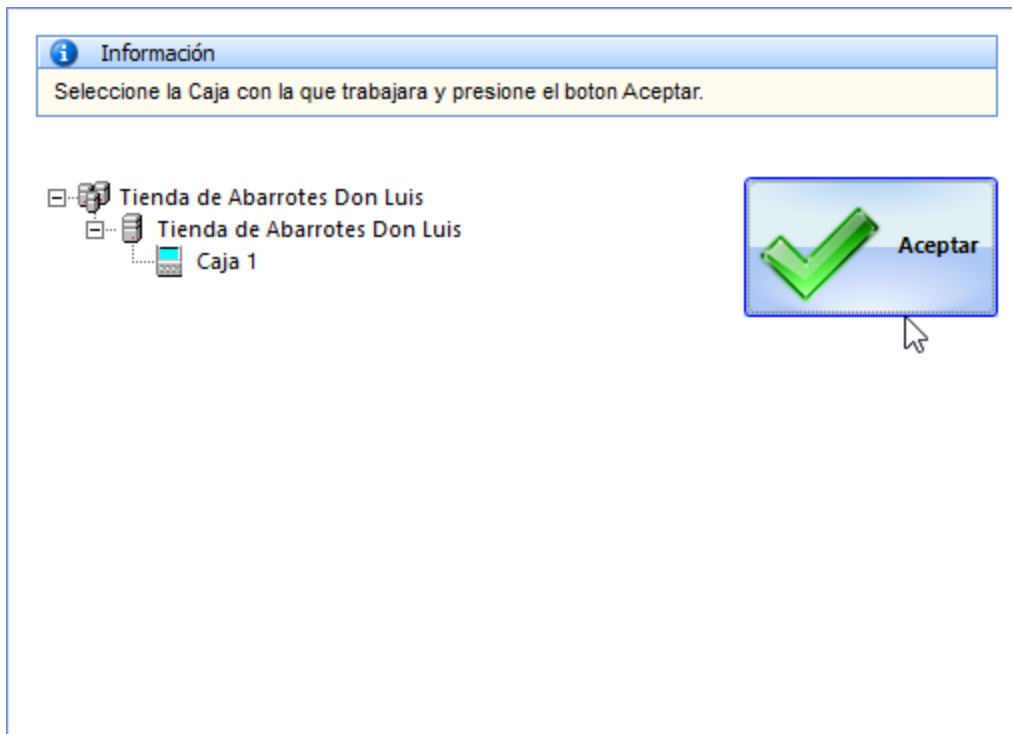 Información
Seleccione la Caja con la que trabajara y presione el boton Aceptar.
Tienda de Abarrotes Don Luis
Tienda de Abarrotes Don Luis
Caja 1
Aceptar